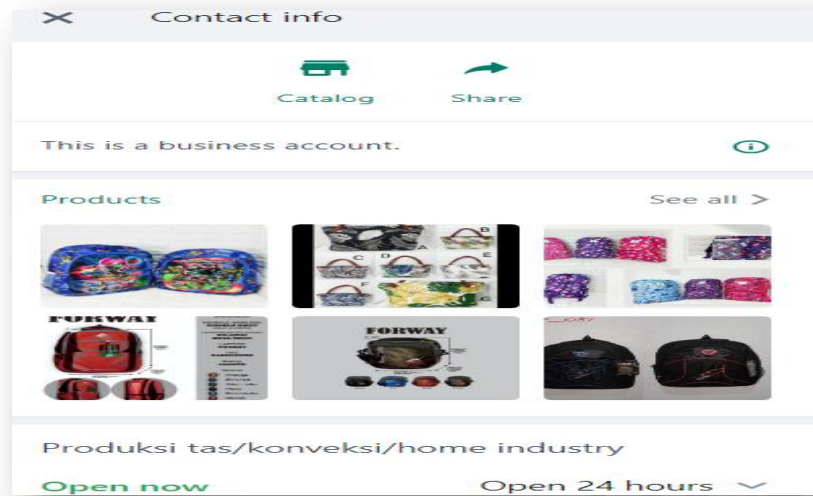 Contact info
Catalog
Share
This is a business account.
Products
See all >
A
B
C
D
E
F
G
FORWAY
FORWAY
Produksi tas/konveksi/home industry
Open now
Open 24 hours